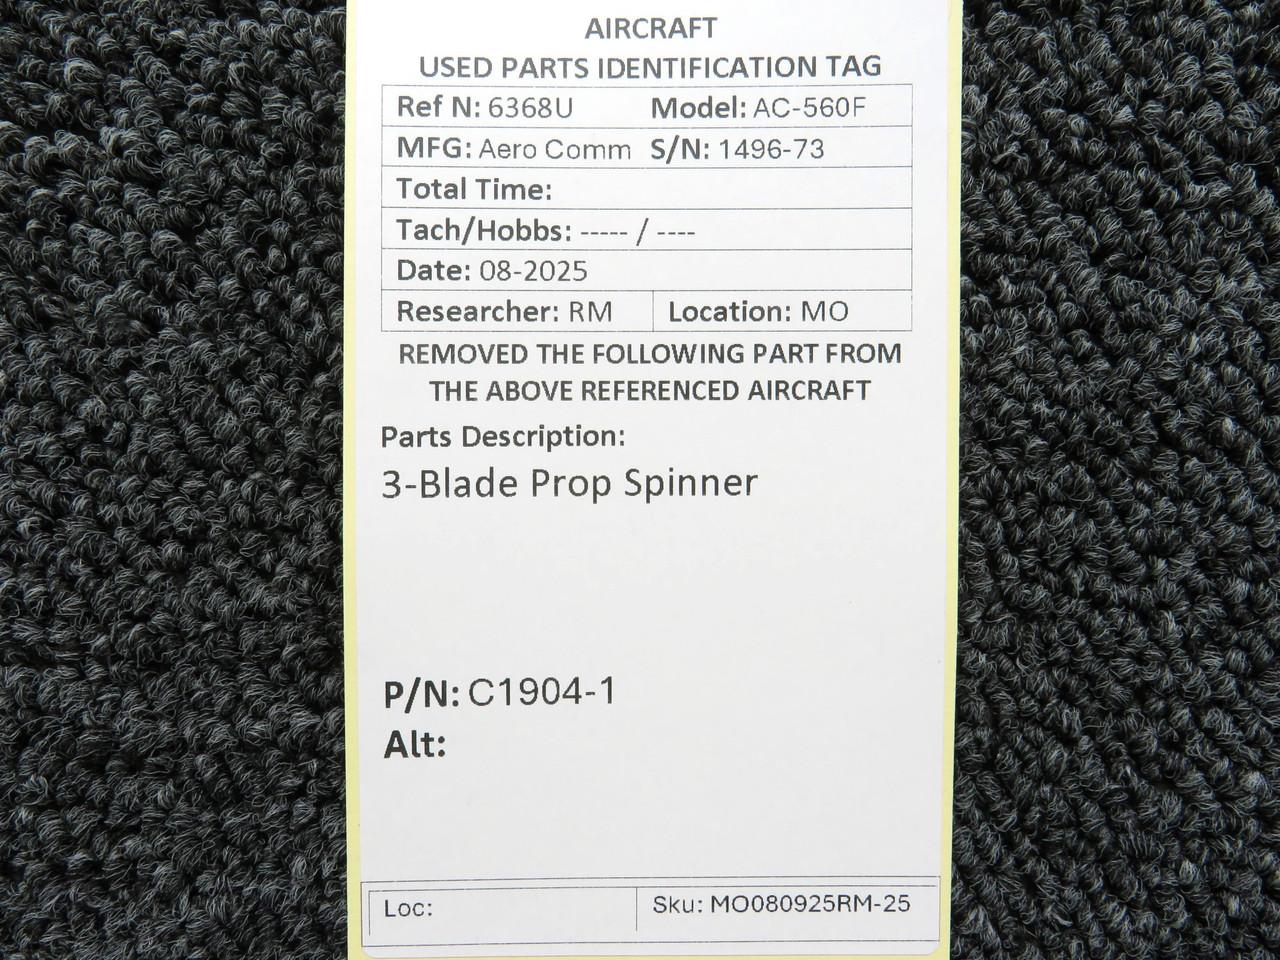 AIRCRAFT
USED PARTS IDENTIFICATION TAG
Ref N: 6368U Model: AC-560F
MFG: Aero Comm S/N: 1496-73
Total Time:
Tach/Hobbs: ----- / ----
Date: 08-2025
Researcher: RM Location: MO
REMOVED THE FOLLOWING PART FROM
THE ABOVE REFERENCED AIRCRAFT
Parts Description:
3-Blade Prop Spinner
P/N: C1904-1
Alt:
Loc: Sku: MO080925RM-25